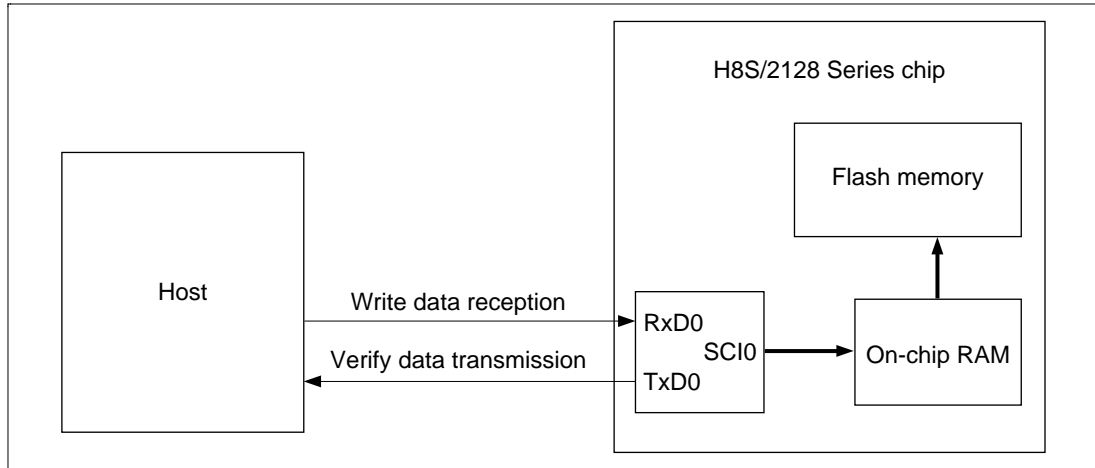 H8S/2128 Series chip
Flash memory
Host
Write data reception
RxD0
SCI0
On-chip RAM
Verify data transmission
TxD0